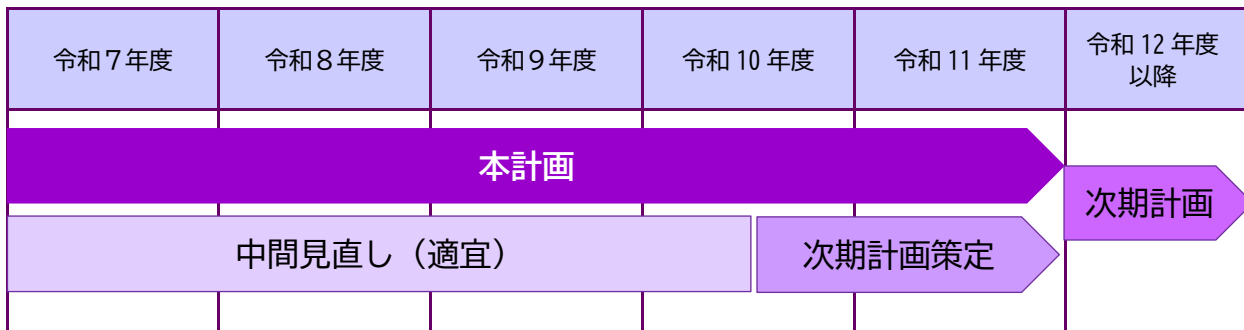 令和７年度
令和８年度
令和９年度
令和 10 年度
令和 11 年度
令和 12 年度
以降
本計画
次期計画
中間見直し（適宜）
次期計画策定